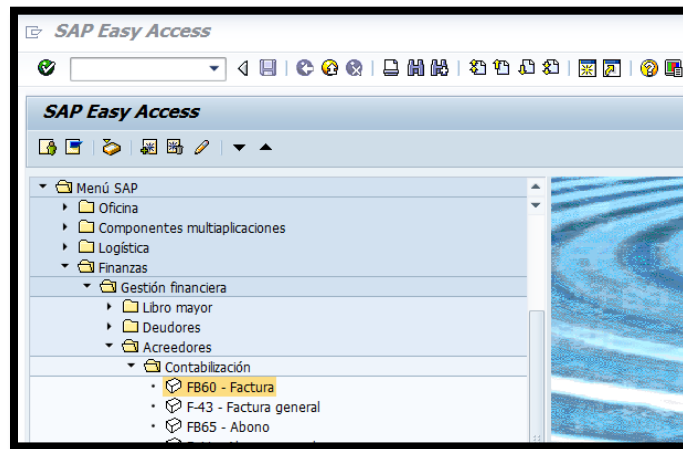 SAP Easy Access
SAP Easy Access
Menú SAP
Oficina
Componentes multiaplicaciones
Logística
Finanzas
Gestión financiera
Libro mayor
Deudores
Acreedores
Contabilización
FB60 - Factura
F-43 - Factura general
FB65 - Abono